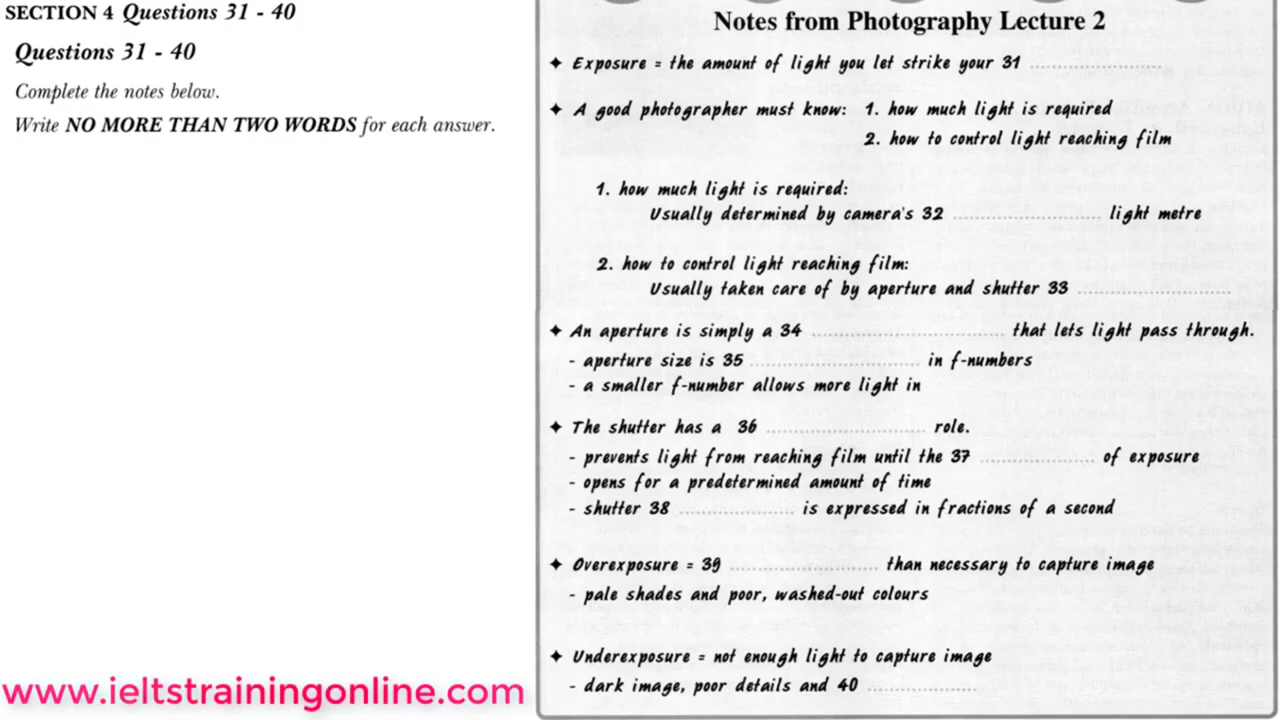 SECTION 4 Questions 31 - 40
Questions 31 - 40
Complete the notes below.
Write NO MORE THAN TWO WORDS for each answer.
Notes from Photography Lecture 2
✦ Exposure = the amount of light you let strike your 31 ....................
✦ A good photographer must know: 1. how much light is required
2. how to control light reaching film
1. how much light is required:
Usually determined by camera's 32 .................... light metre
2. how to control light reaching film:
Usually taken care of by aperture and shutter 33 ....................
✦ An aperture is simply a 34 .................... that lets light pass through.
- aperture size is 35 .................... in f-numbers
- a smaller f-number allows more light in
✦ The shutter has a 36 .................... role.
- prevents light from reaching film until the 37 .................... of exposure
- opens for a predetermined amount of time
- shutter 38 .................... is expressed in fractions of a second
✦ Overexposure = 39 .................... than necessary to capture image
- pale shades and poor, washed-out colours
✦ Underexposure = not enough light to capture image
- dark image, poor details and 40 ....................
www.ieltstrainingonline.com